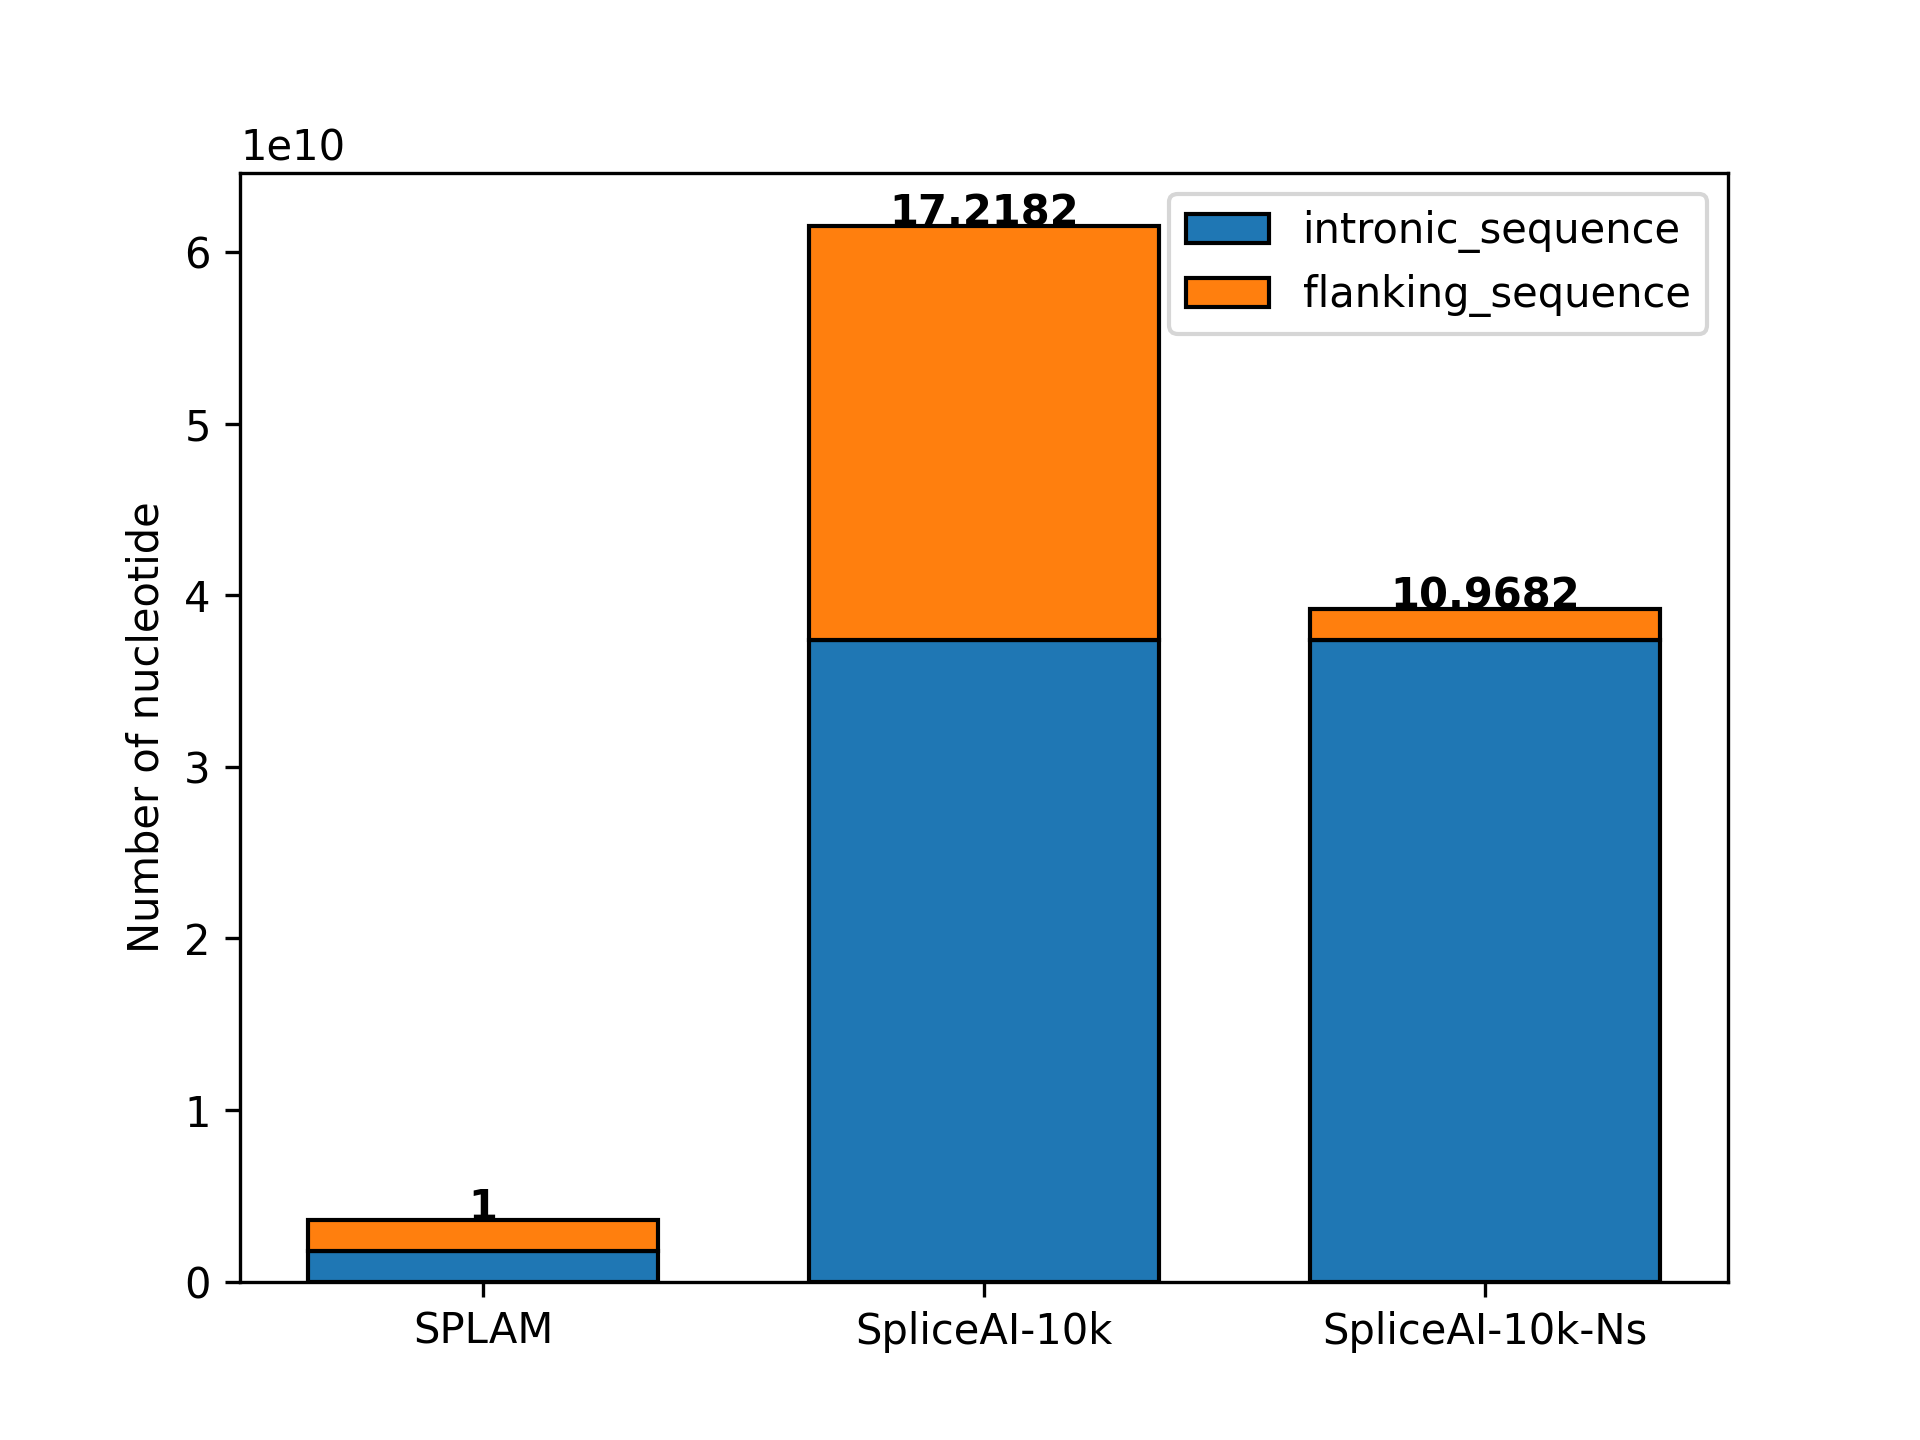 1e10
17.2182
intronic_sequence
flanking_sequence
6
5
10.9682
4
3
2
1
1
0
Number of nucleotide
SPLAM
SpliceAI-10k
SpliceAI-10k-Ns